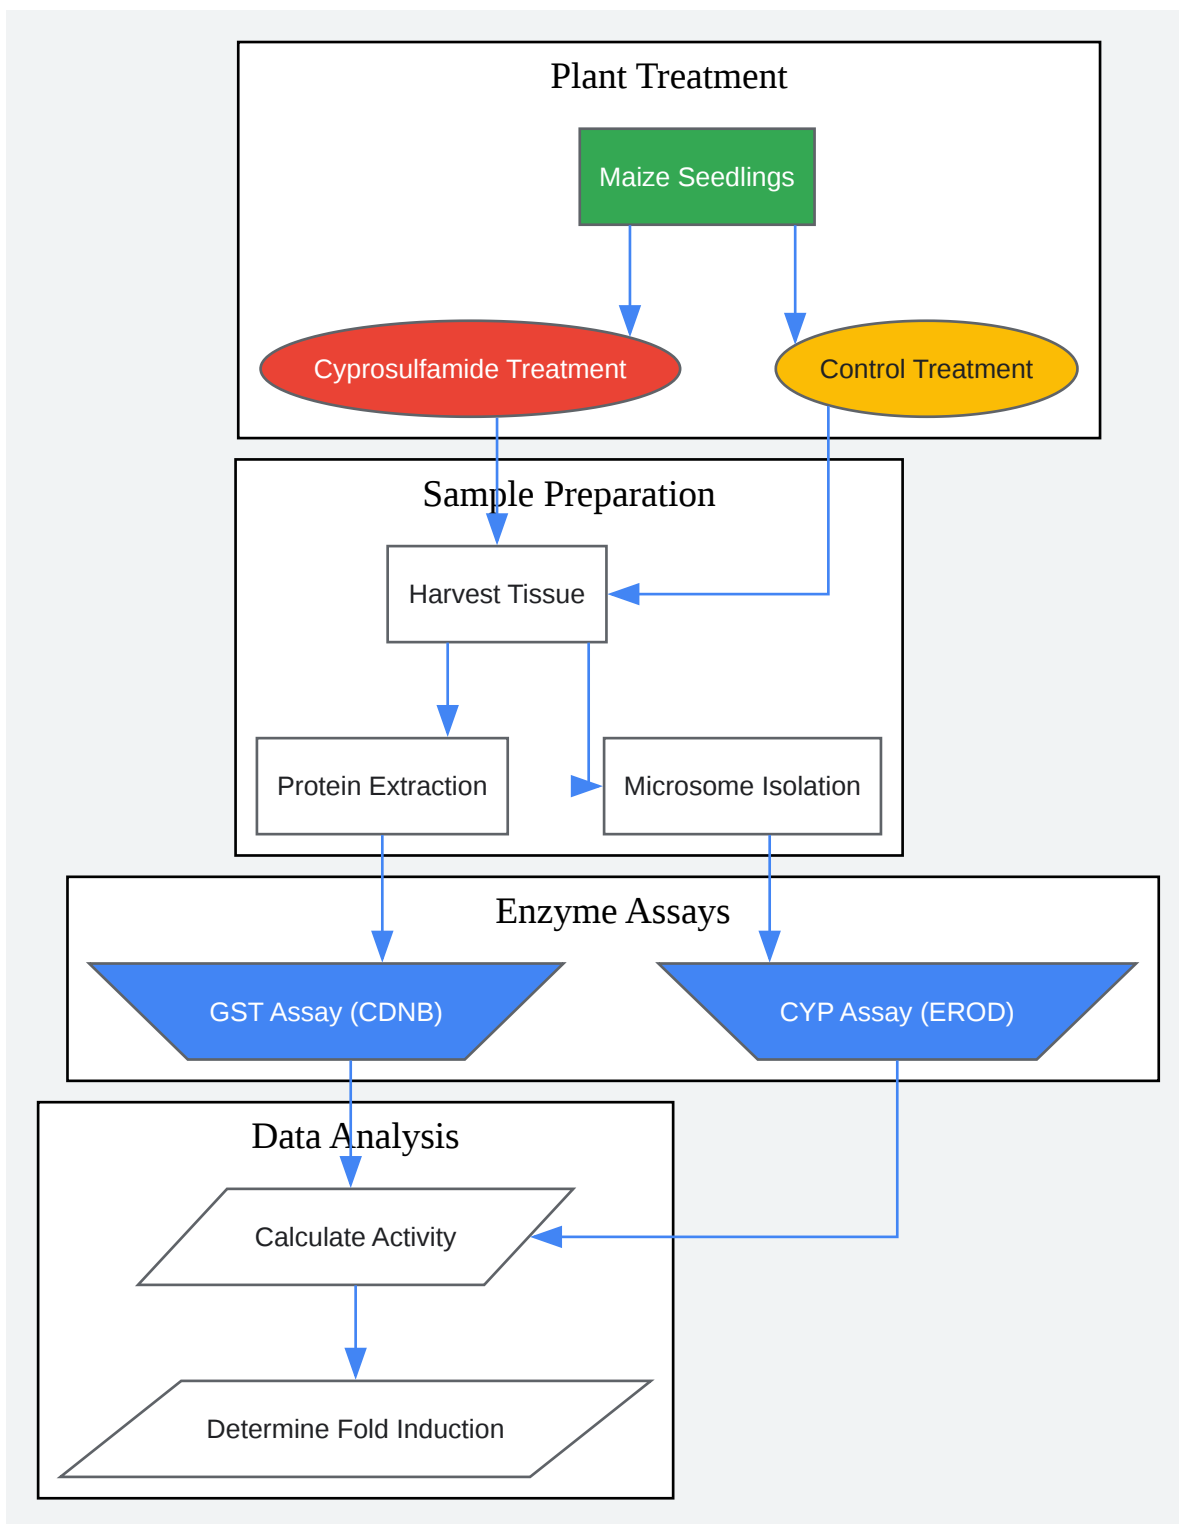 Plant Treatment
Maize Seedlings
Cyprosulfamide Treatment
Control Treatment
Sample Preparation
Harvest Tissue
Protein Extraction
Microsome Isolation
Enzyme Assays
GST Assay (CDNB)
CYP Assay (EROD)
Data Analysis
Calculate Activity
Determine Fold Induction